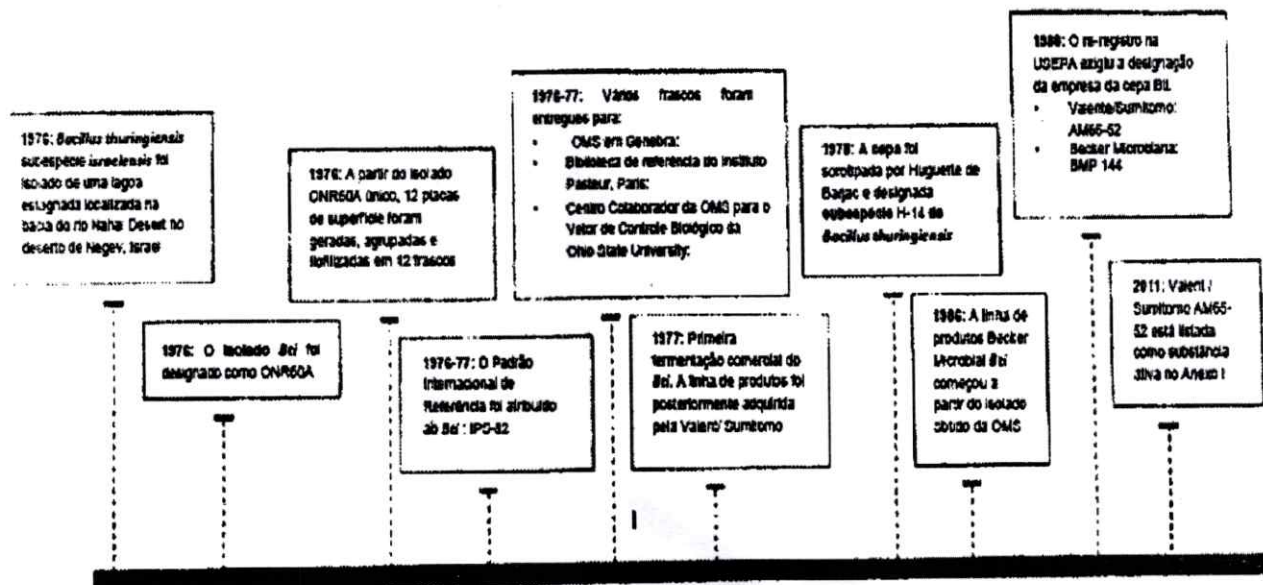 1976: Bacillus thuringiensis
subespécie israelensis foi
isolado de uma lagoa
estagnada localizada na
bacia do rio Nahal Desert no
deserto de Negev, Israel
1976: O isolado Bti foi
designado como ONR60A
1976: A partir do isolado
ONR60A único, 12 placas
de superfície foram
geradas, agrupadas e
liofilizadas em 12 frascos
1976-77: O Padrão
Internacional de
Referência foi atribuído
ao Bti : IPS-82
1976-77: Vários frascos foram
entregues para:
• OMS em Genebra;
• Biblioteca de referência do Instituto
Pasteur, Paris;
• Centro Colaborador da OMS para o
Vetor de Controle Biológico da
Ohio State University;
1977: Primeira
fermentação comercial do
Bti. A linha de produtos foi
posteriormente adquirida
pela Valent/ Sumitomo
1978: A cepa foi
sorotipada por Huguette de
Bagac e designada
subespécie H-14 de
Bacillus thuringiensis
1986: A linha de
produtos Becker
Microbial Bti
começou a
partir do isolado
obtido da OMS
O re-registro na
USEPA exigiu a designação
da empresa da cepa Bti.
• Valente/Sumitomo:
AM65-52
• Becker Microbiana:
BMP 144
2011: Valent /
Sumitomo AM65-
52 está listada
como substância
ativa no Anexo I